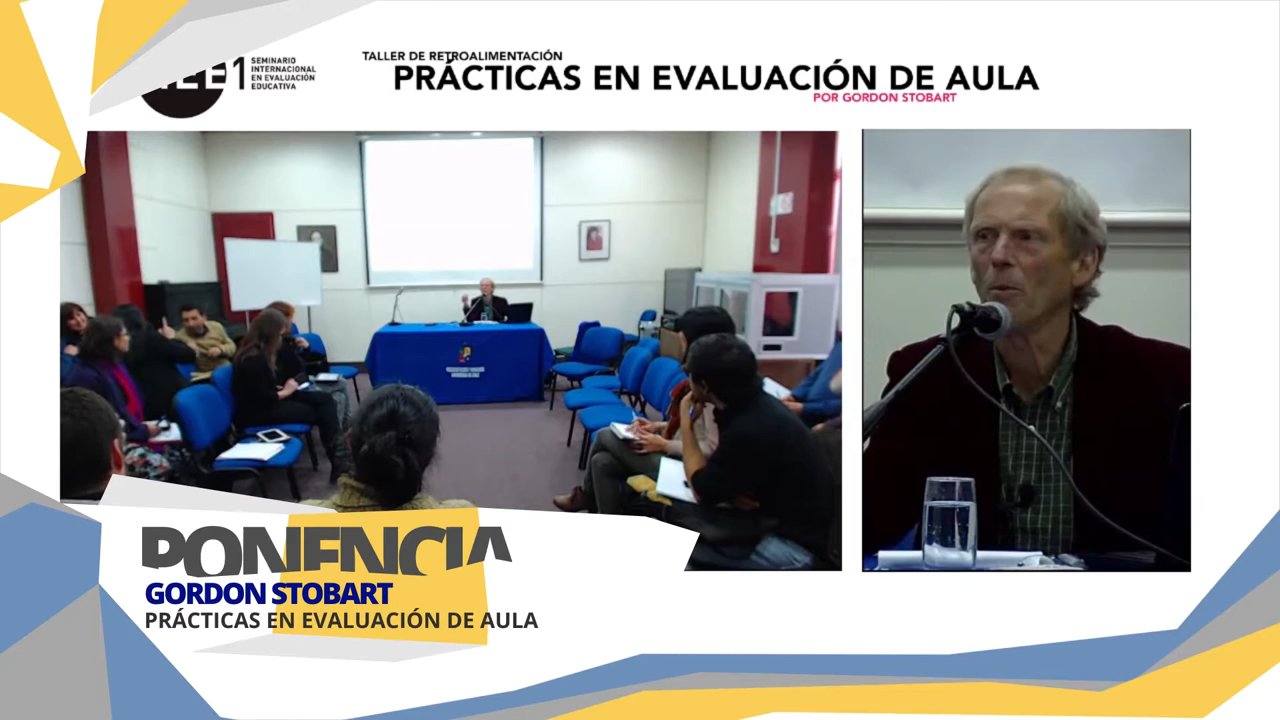 1
SEMINARIO
INTERNACIONAL
EN EVALUACIÓN
EDUCATIVA
TALLER DE RETROALIMENTACIÓN
PRÁCTICAS EN EVALUACIÓN DE AULA
POR GORDON STOBART
PONENCIA
GORDON STOBART
PRÁCTICAS EN EVALUACIÓN DE AULA